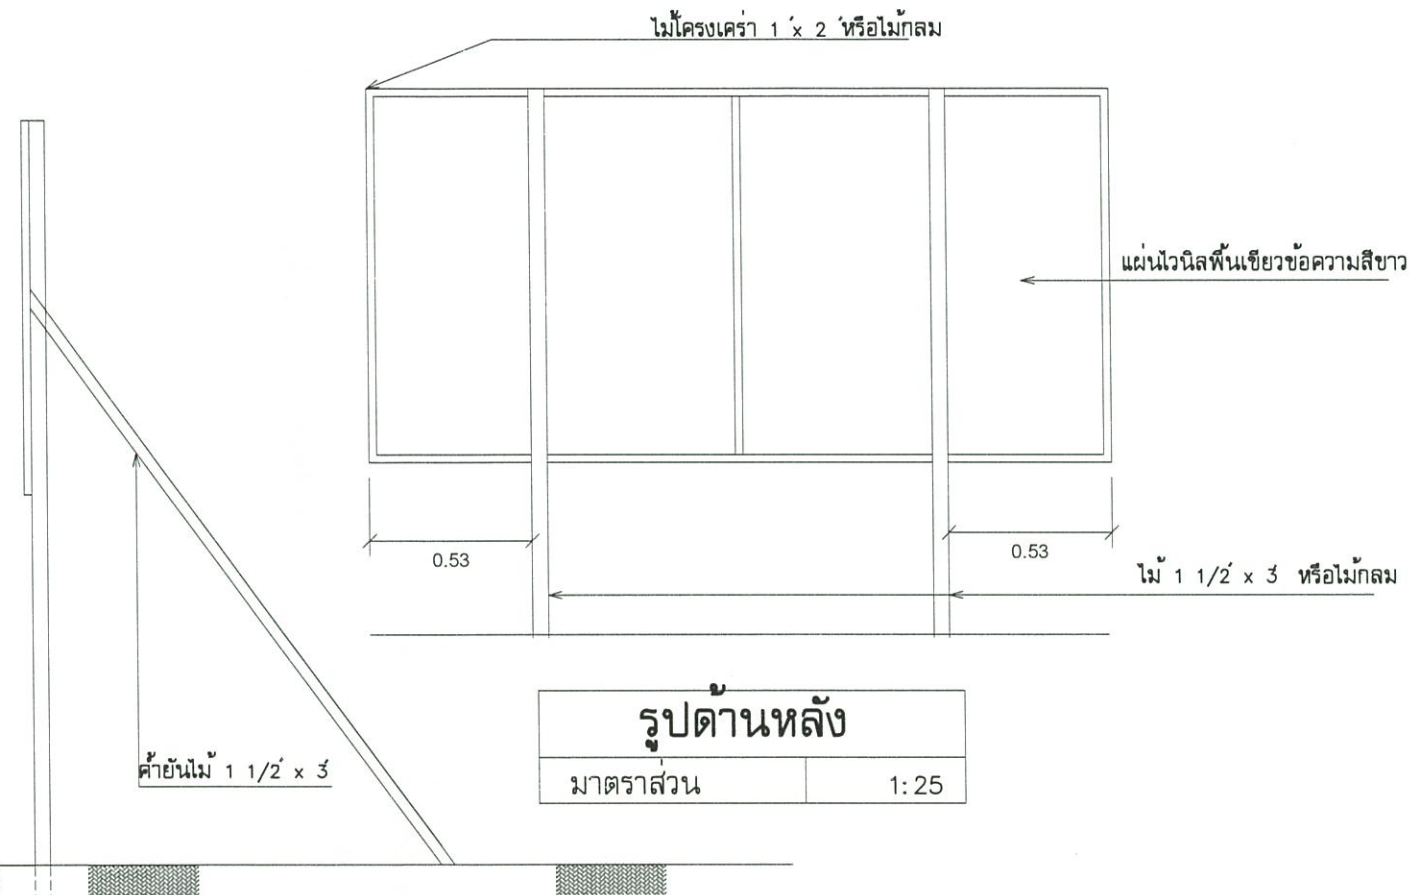 ไม้โครงเคร่า 1 ่x 2 ่หรือไม้กลม
แผ่นไวนิลพื้นเขียวข้อความสีขาว
0.53
0.53
ไม้ 1 1/2 ่ x 3 ่ หรือไม้กลม
รูปด้านหลัง
มาตราส่วน 1:25
ค้ำยันไม้ 1 1/2 ่ x 3 ่